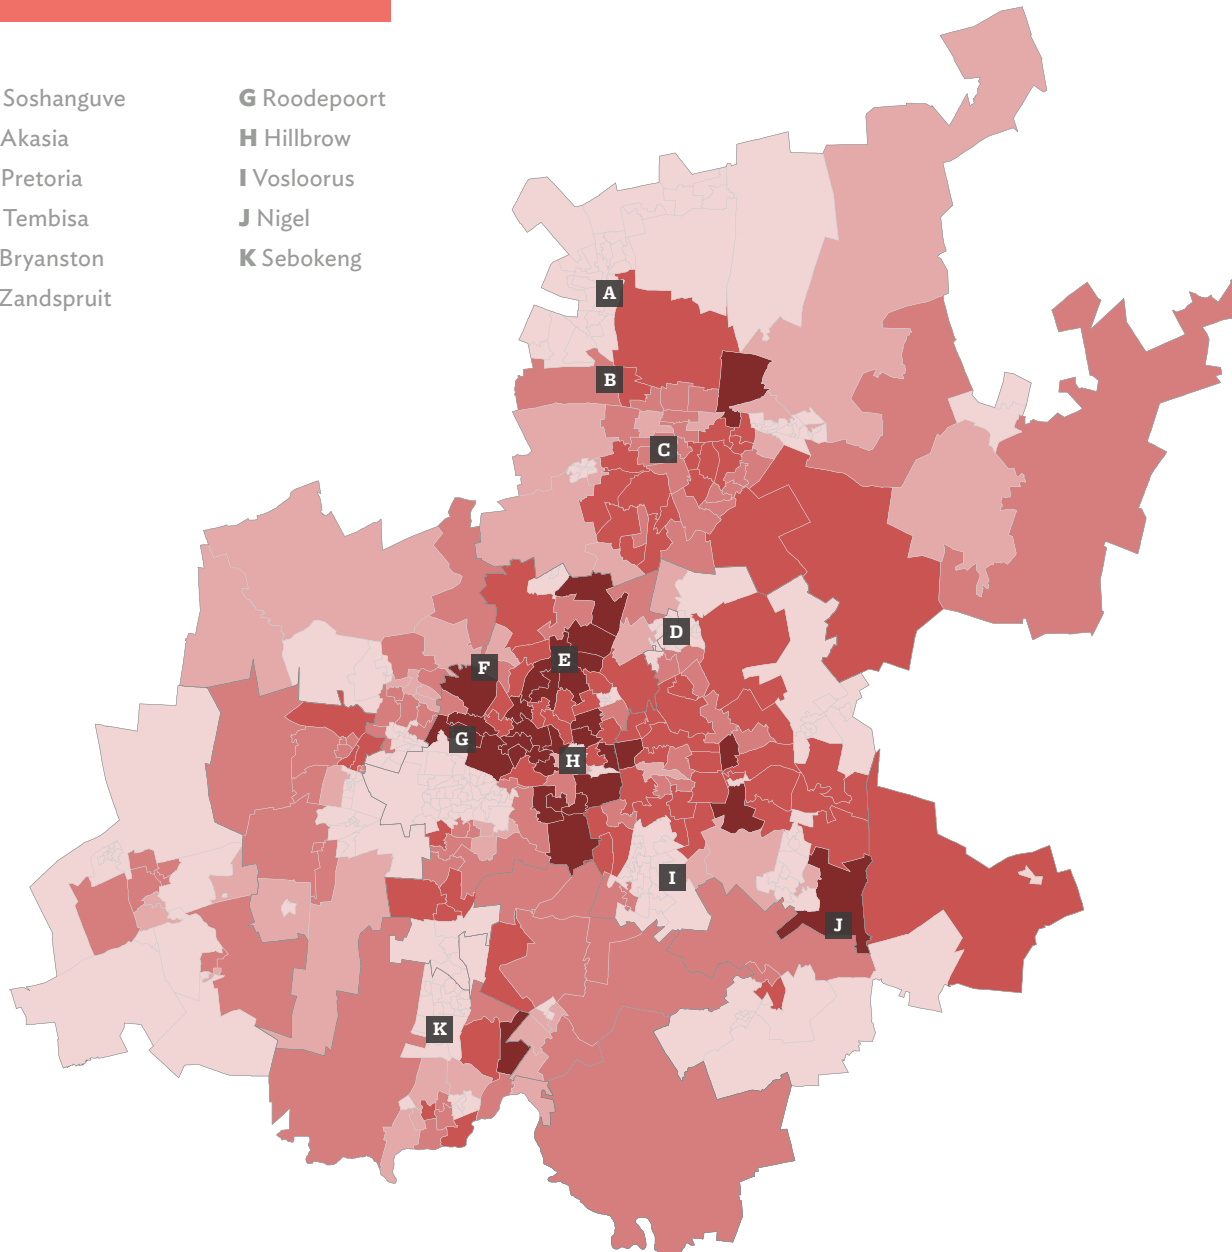 Soshanguve
Akasia
Pretoria
Tembisa
Bryanston
Zandspruit
G Roodepoort
H Hillbrow
I Vosloorus
J Nigel
K Sebokeng
A
B
C
D
E
F
G
H
I
J
K